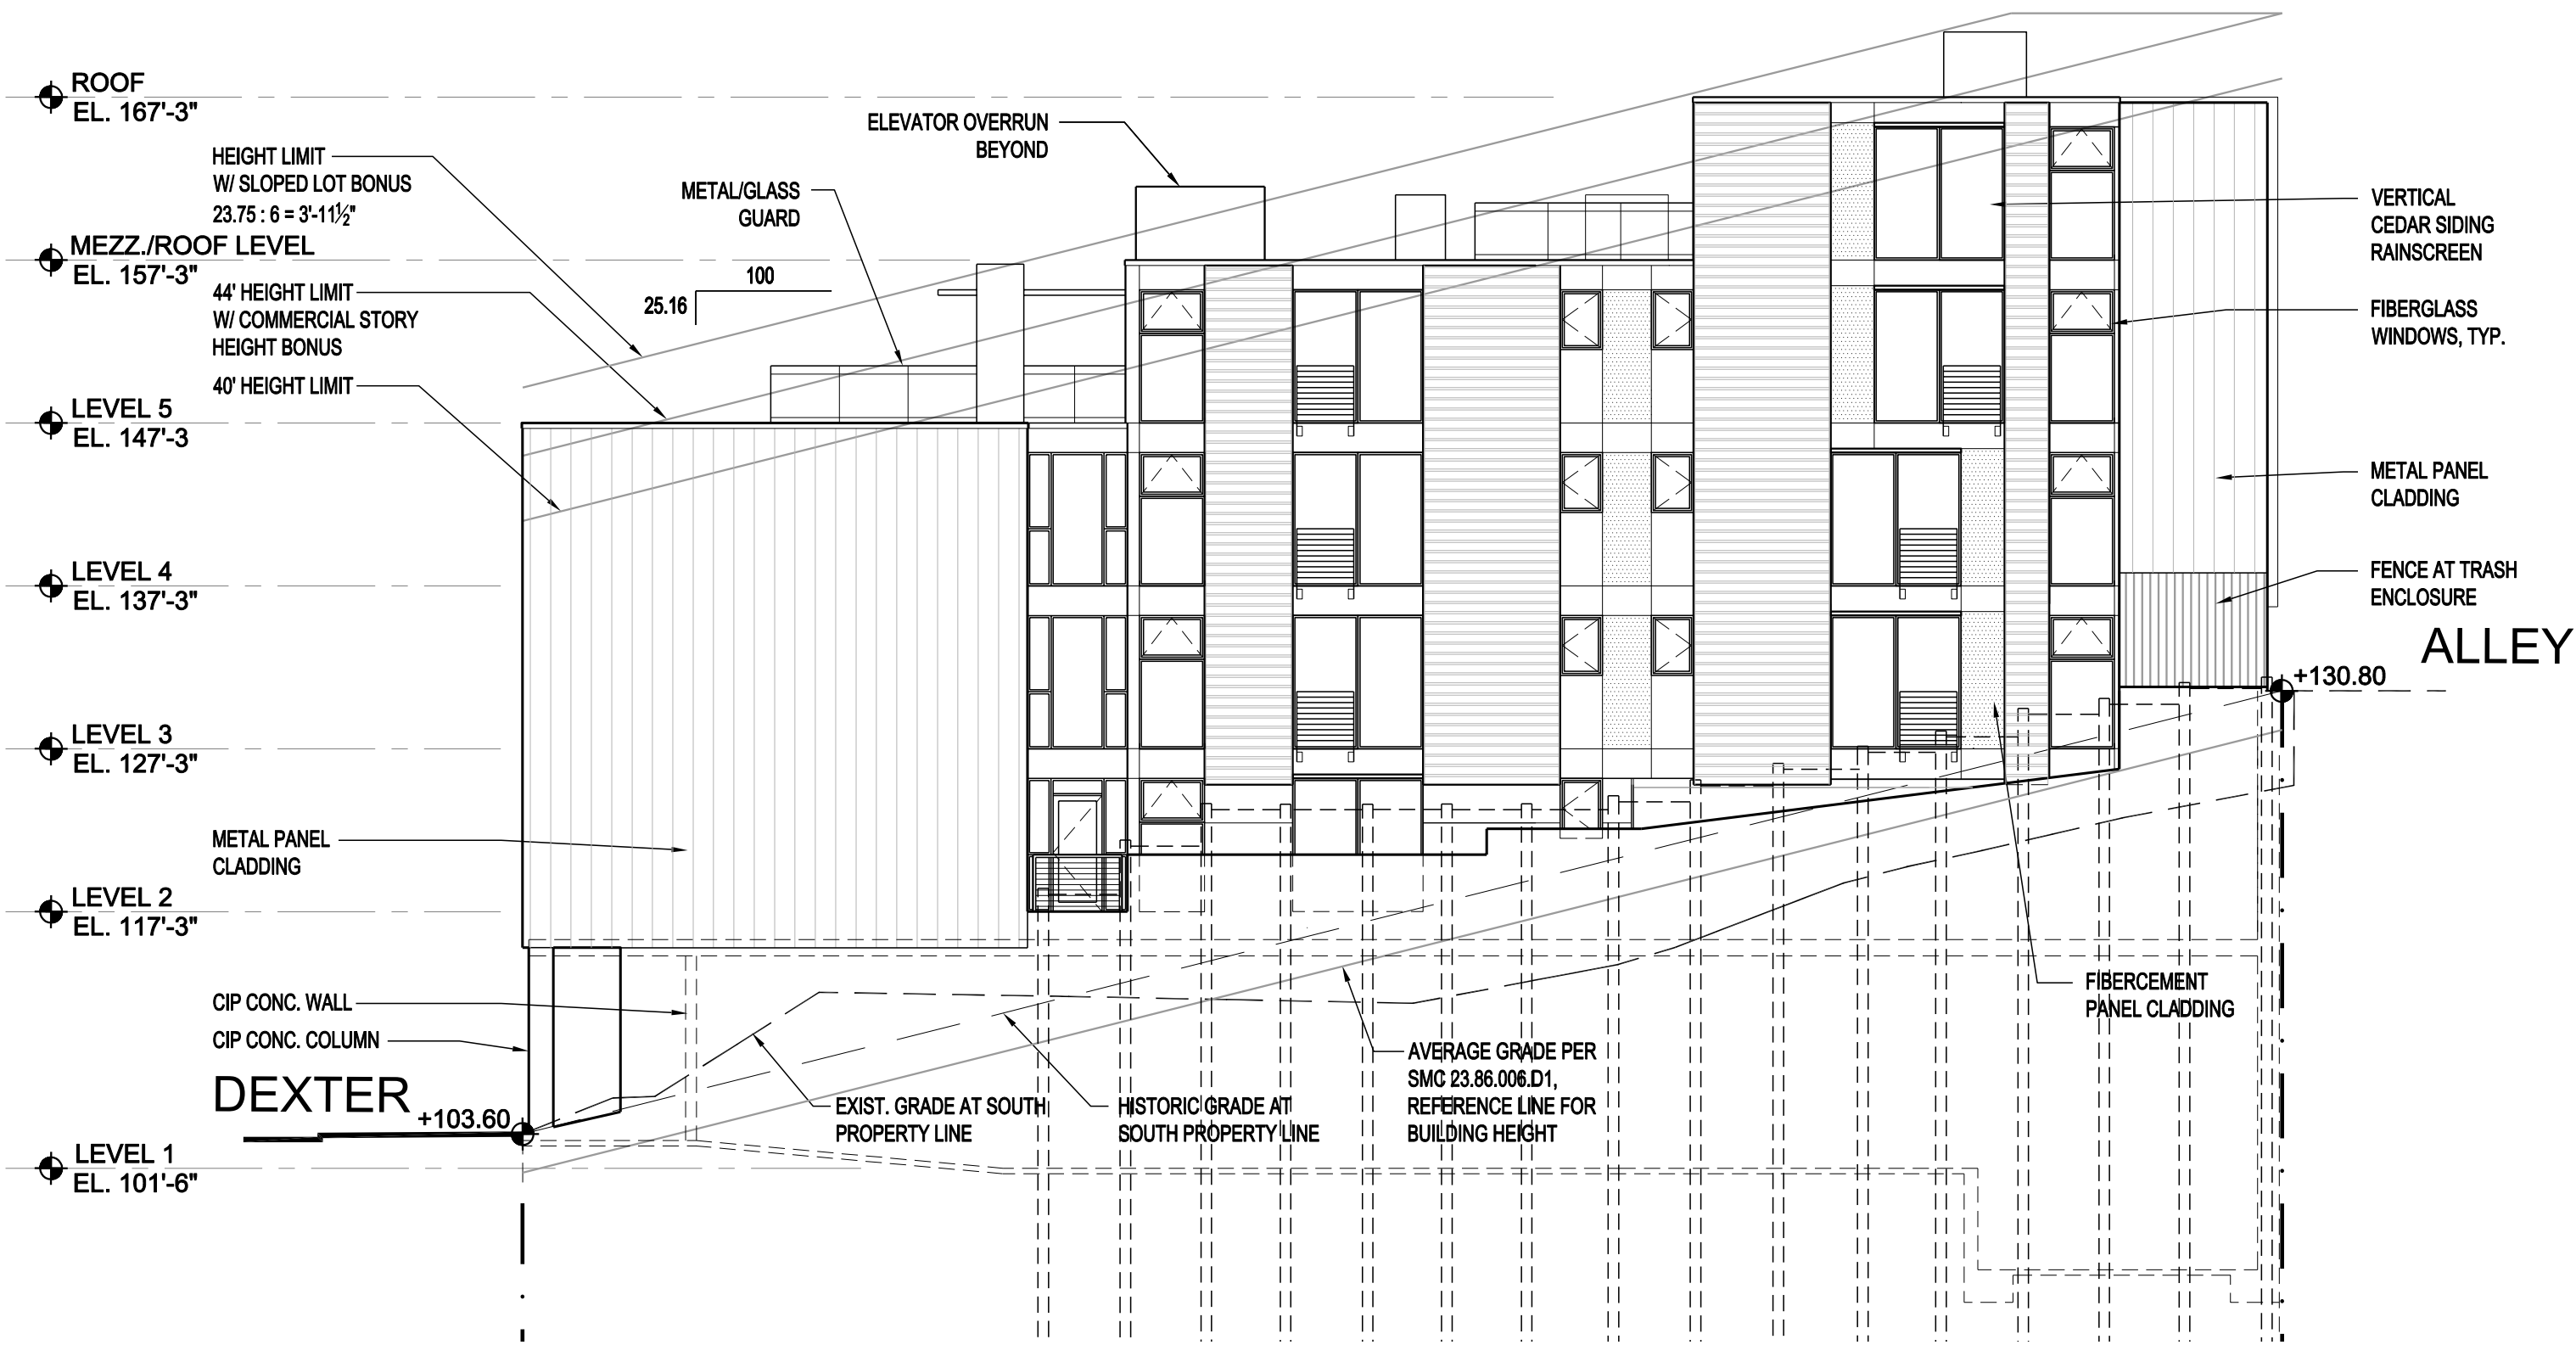 ROOF
EL. 167'-3"
HEIGHT LIMIT
W/ SLOPED LOT BONUS
23.75 : 6 = 3'-11½"
MEZZ./ROOF LEVEL
EL. 157'-3"
44' HEIGHT LIMIT
W/ COMMERCIAL STORY
HEIGHT BONUS
40' HEIGHT LIMIT
LEVEL 5
EL. 147'-3
LEVEL 4
EL. 137'-3"
LEVEL 3
EL. 127'-3"
METAL PANEL
CLADDING
LEVEL 2
EL. 117'-3"
CIP CONC. WALL
CIP CONC. COLUMN
DEXTER
+103.60
LEVEL 1
EL. 101'-6"
ELEVATOR OVERRUN
BEYOND
METAL/GLASS
GUARD
100
25.16
EXIST. GRADE AT SOUTH
PROPERTY LINE
HISTORIC GRADE AT
SOUTH PROPERTY LINE
AVERAGE GRADE PER
SMC 23.86.006.D1,
REFERENCE LINE FOR
BUILDING HEIGHT
VERTICAL
CEDAR SIDING
RAINSCREEN
FIBERGLASS
WINDOWS, TYP.
METAL PANEL
CLADDING
FENCE AT TRASH
ENCLOSURE
ALLEY
+130.80
FIBERCEMENT
PANEL CLADDING